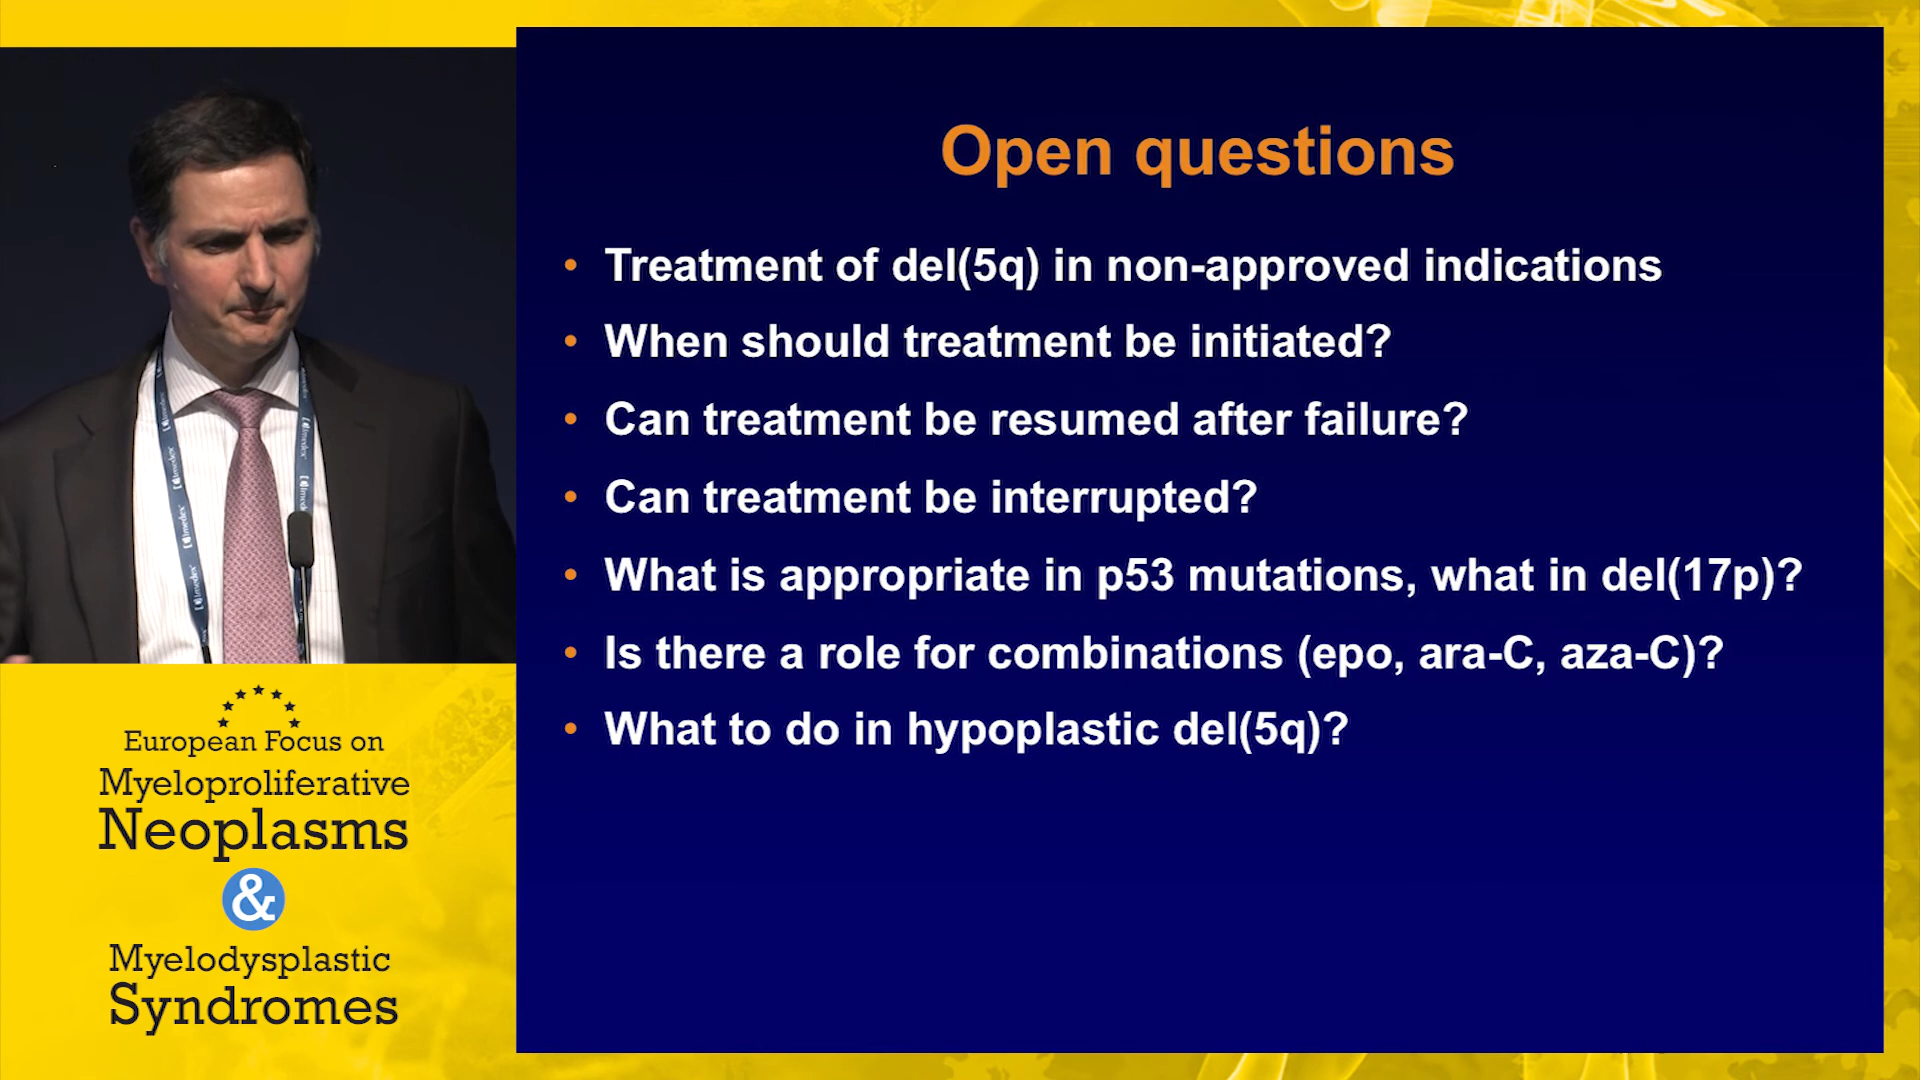 Open questions
• Treatment of del(5q) in non-approved indications
• When should treatment be initiated?
• Can treatment be resumed after failure?
• Can treatment be interrupted?
• What is appropriate in p53 mutations, what in del(17p)?
• Is there a role for combinations (epo, ara-C, aza-C)?
• What to do in hypoplastic del(5q)?
European Focus on
Myeloproliferative
Neoplasms
&
Myelodysplastic
Syndromes
imedex
imedex
imedex